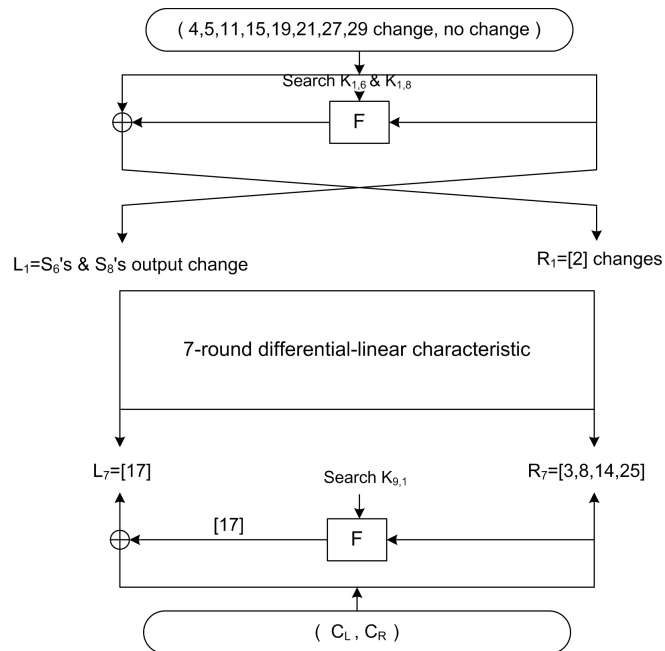 ( 4,5,11,15,19,21,27,29 change, no change )
Search K₁,₆ & K₁,₈
F
L₁=S₆'s & S₈'s output change
R₁=[2] changes
7-round differential-linear characteristic
L₇=[17]
Search K₉,₁
R₇=[3,8,14,25]
[17]
F
( C_L , C_R )